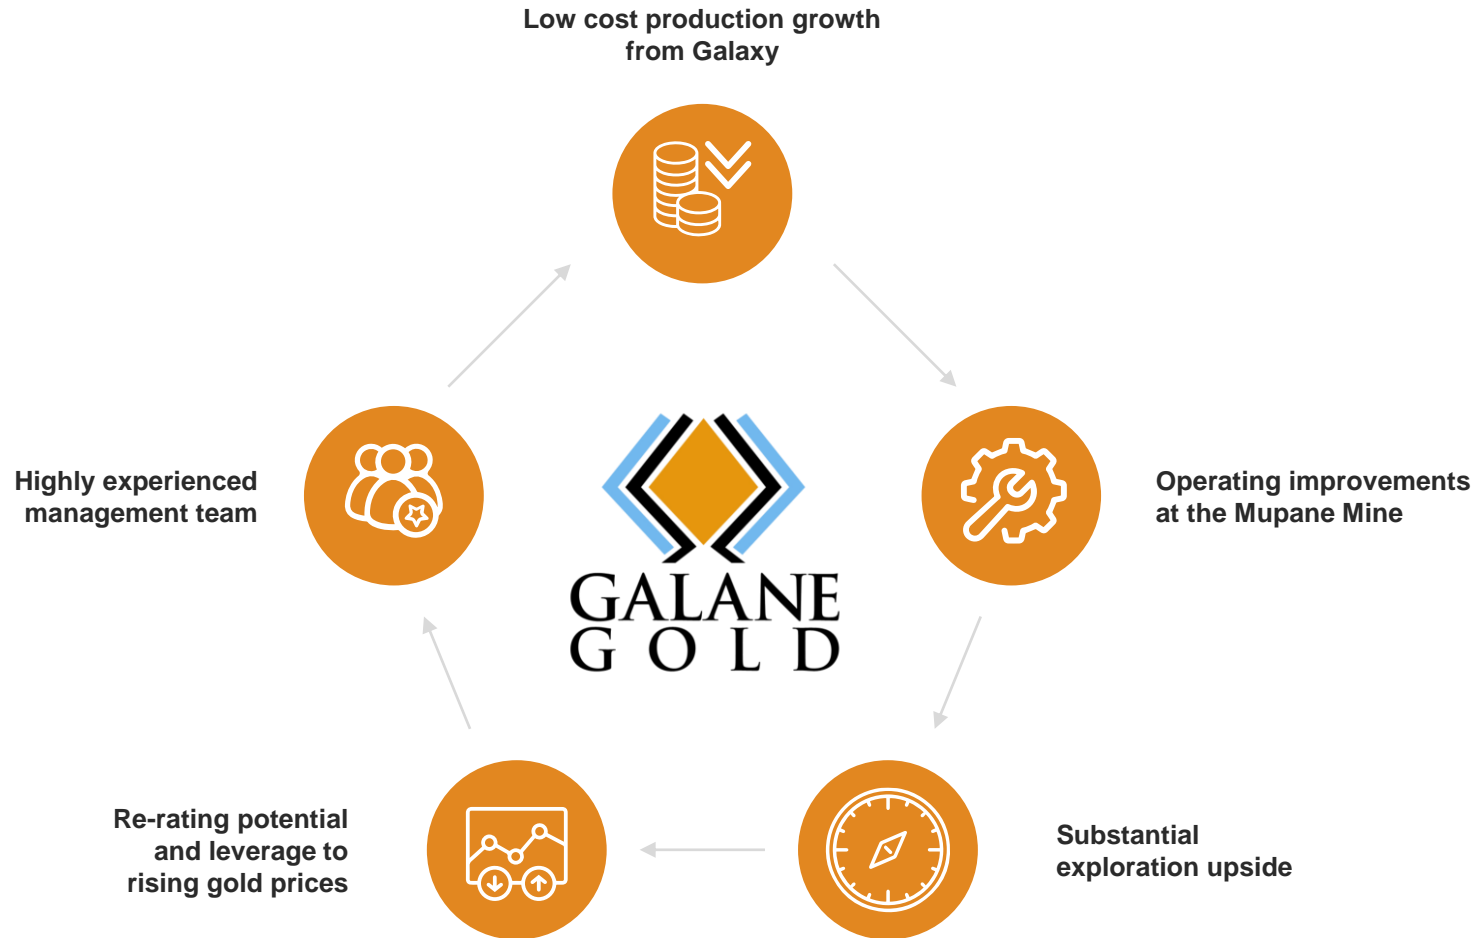 Low cost production growth
from Galaxy
Highly experienced
management team
Operating improvements
at the Mupane Mine
GALANE
GOLD
Re-rating potential
and leverage to
rising gold prices
Substantial
exploration upside